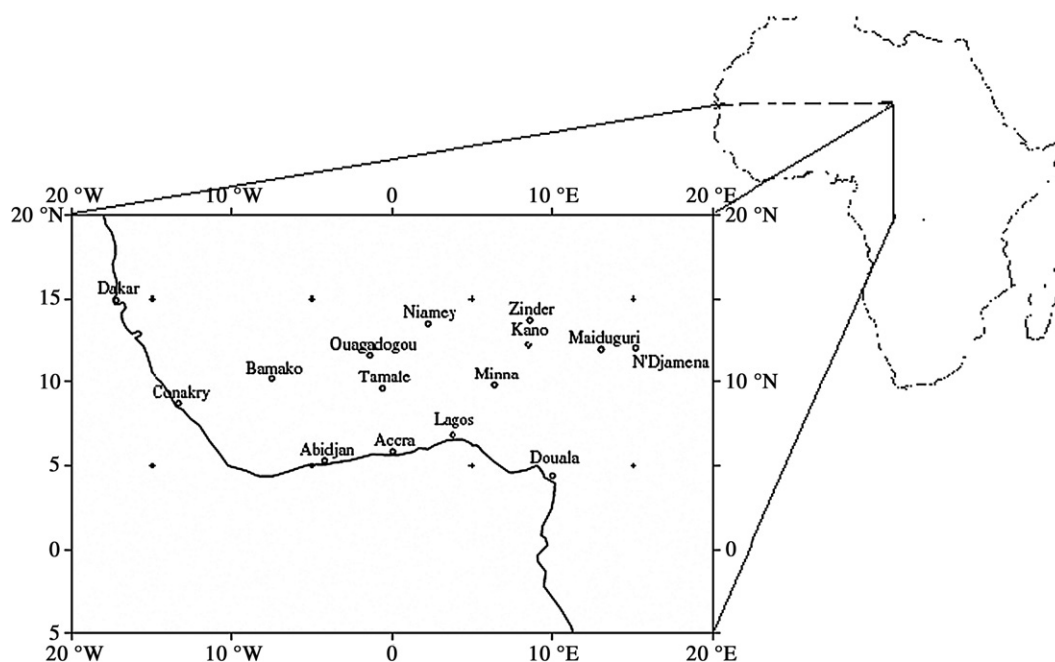 20 °W 10 °W 0 10 °E 20 °E
20 °N 20 °N
Dakar 15
Zinder
Niamey
Kano
Maiduguri
Ouagadogou
N'Djamena
Bamako
Tamale
Minna
10 10 °N
Conakry
Lagos
Accra
Abidjan
Douala
5 5
0 0
5 20 °E
20 °W 10 °W 0 10 °E